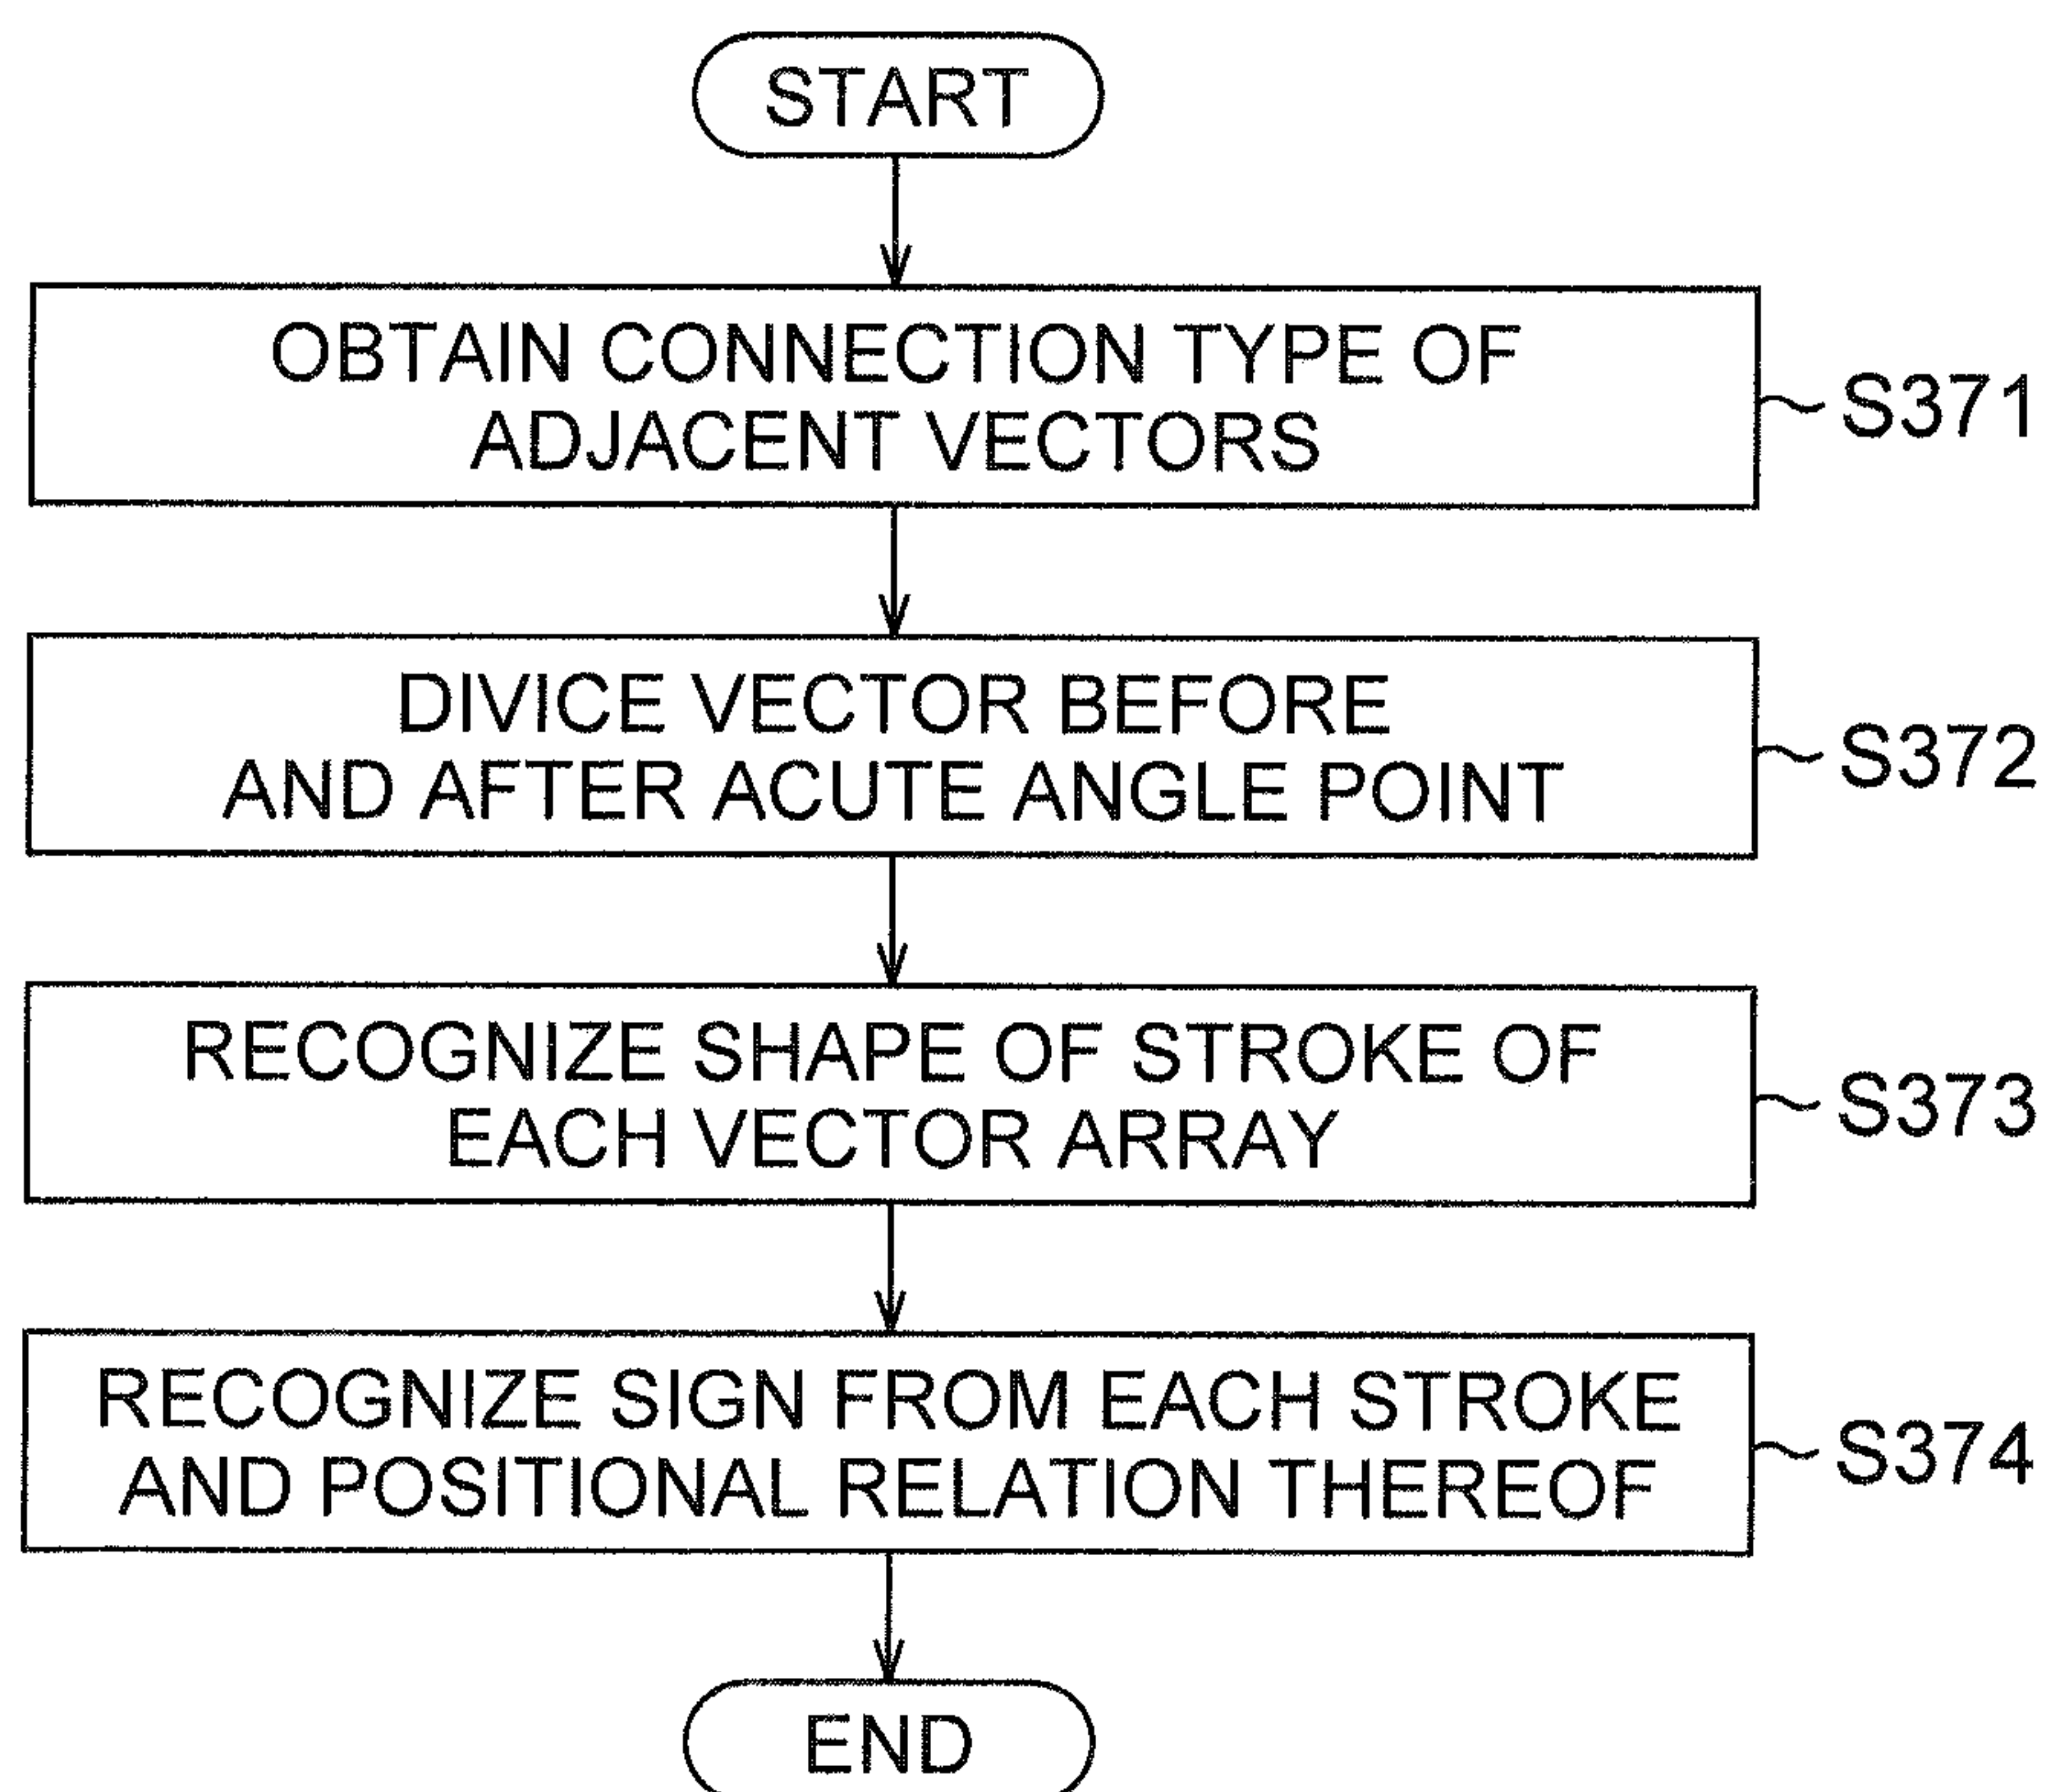 START
OBTAIN CONNECTION TYPE OF
ADJACENT VECTORS
S371
DIVICE VECTOR BEFORE
AND AFTER ACUTE ANGLE POINT
S372
RECOGNIZE SHAPE OF STROKE OF
EACH VECTOR ARRAY
S373
RECOGNIZE SIGN FROM EACH STROKE
AND POSITIONAL RELATION THEREOF
S374
END